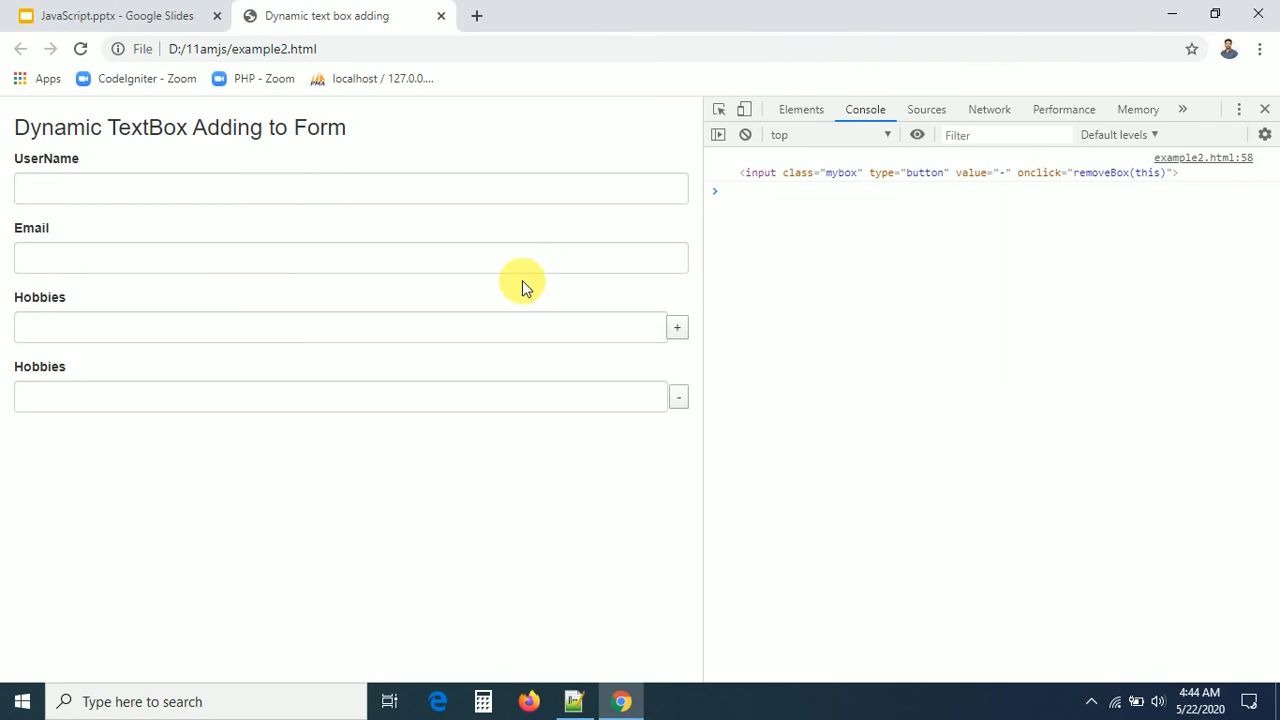 JavaScript.pptx - Google Slides
Dynamic text box adding
File
D:/11amjs/example2.html
Apps
CodeIgniter - Zoom
PHP - Zoom
localhost / 127.0.0....
Elements
Console
Sources
Network
Performance
Memory
top
Filter
Default levels
example2.html:58
<input class="mybox" type="button" value="-" onclick="removeBox(this)">
Dynamic TextBox Adding to Form
UserName
Email
Hobbies
+
Hobbies
-
Type here to search
4:44 AM
5/22/2020